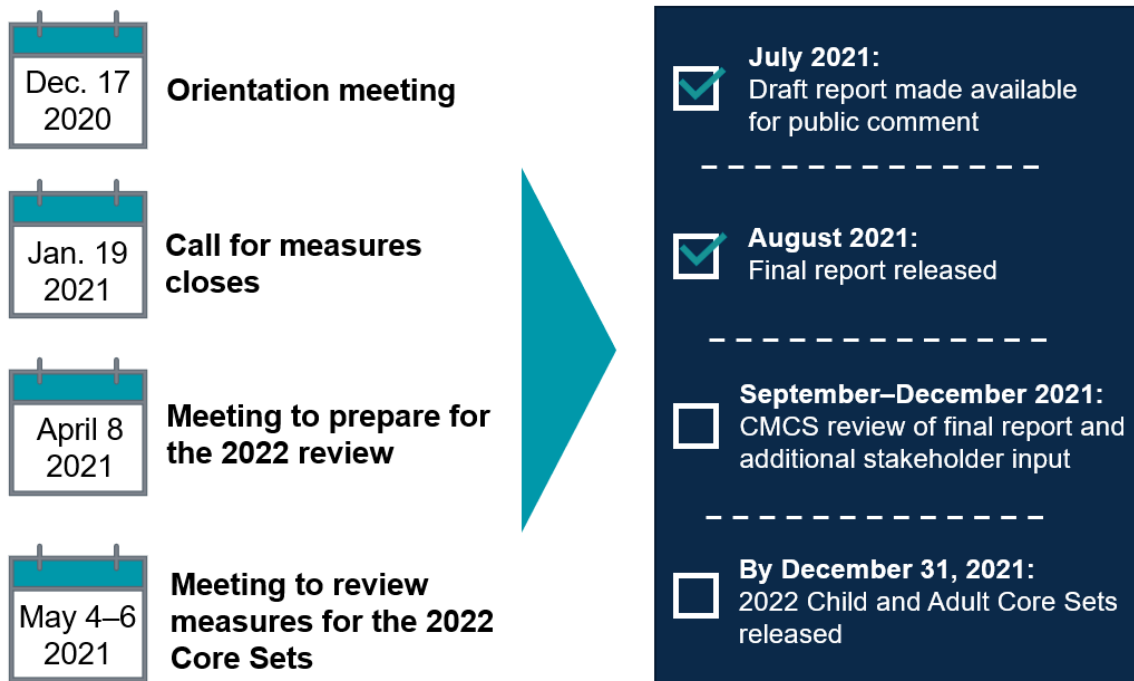 Dec. 17
2020
Orientation meeting
Jan. 19
2021
Call for measures
closes
April 8
2021
Meeting to prepare for
the 2022 review
May 4–6
2021
Meeting to review
measures for the 2022
Core Sets
July 2021:
Draft report made available
for public comment
August 2021:
Final report released
September–December 2021:
CMCS review of final report and
additional stakeholder input
By December 31, 2021:
2022 Child and Adult Core Sets
released